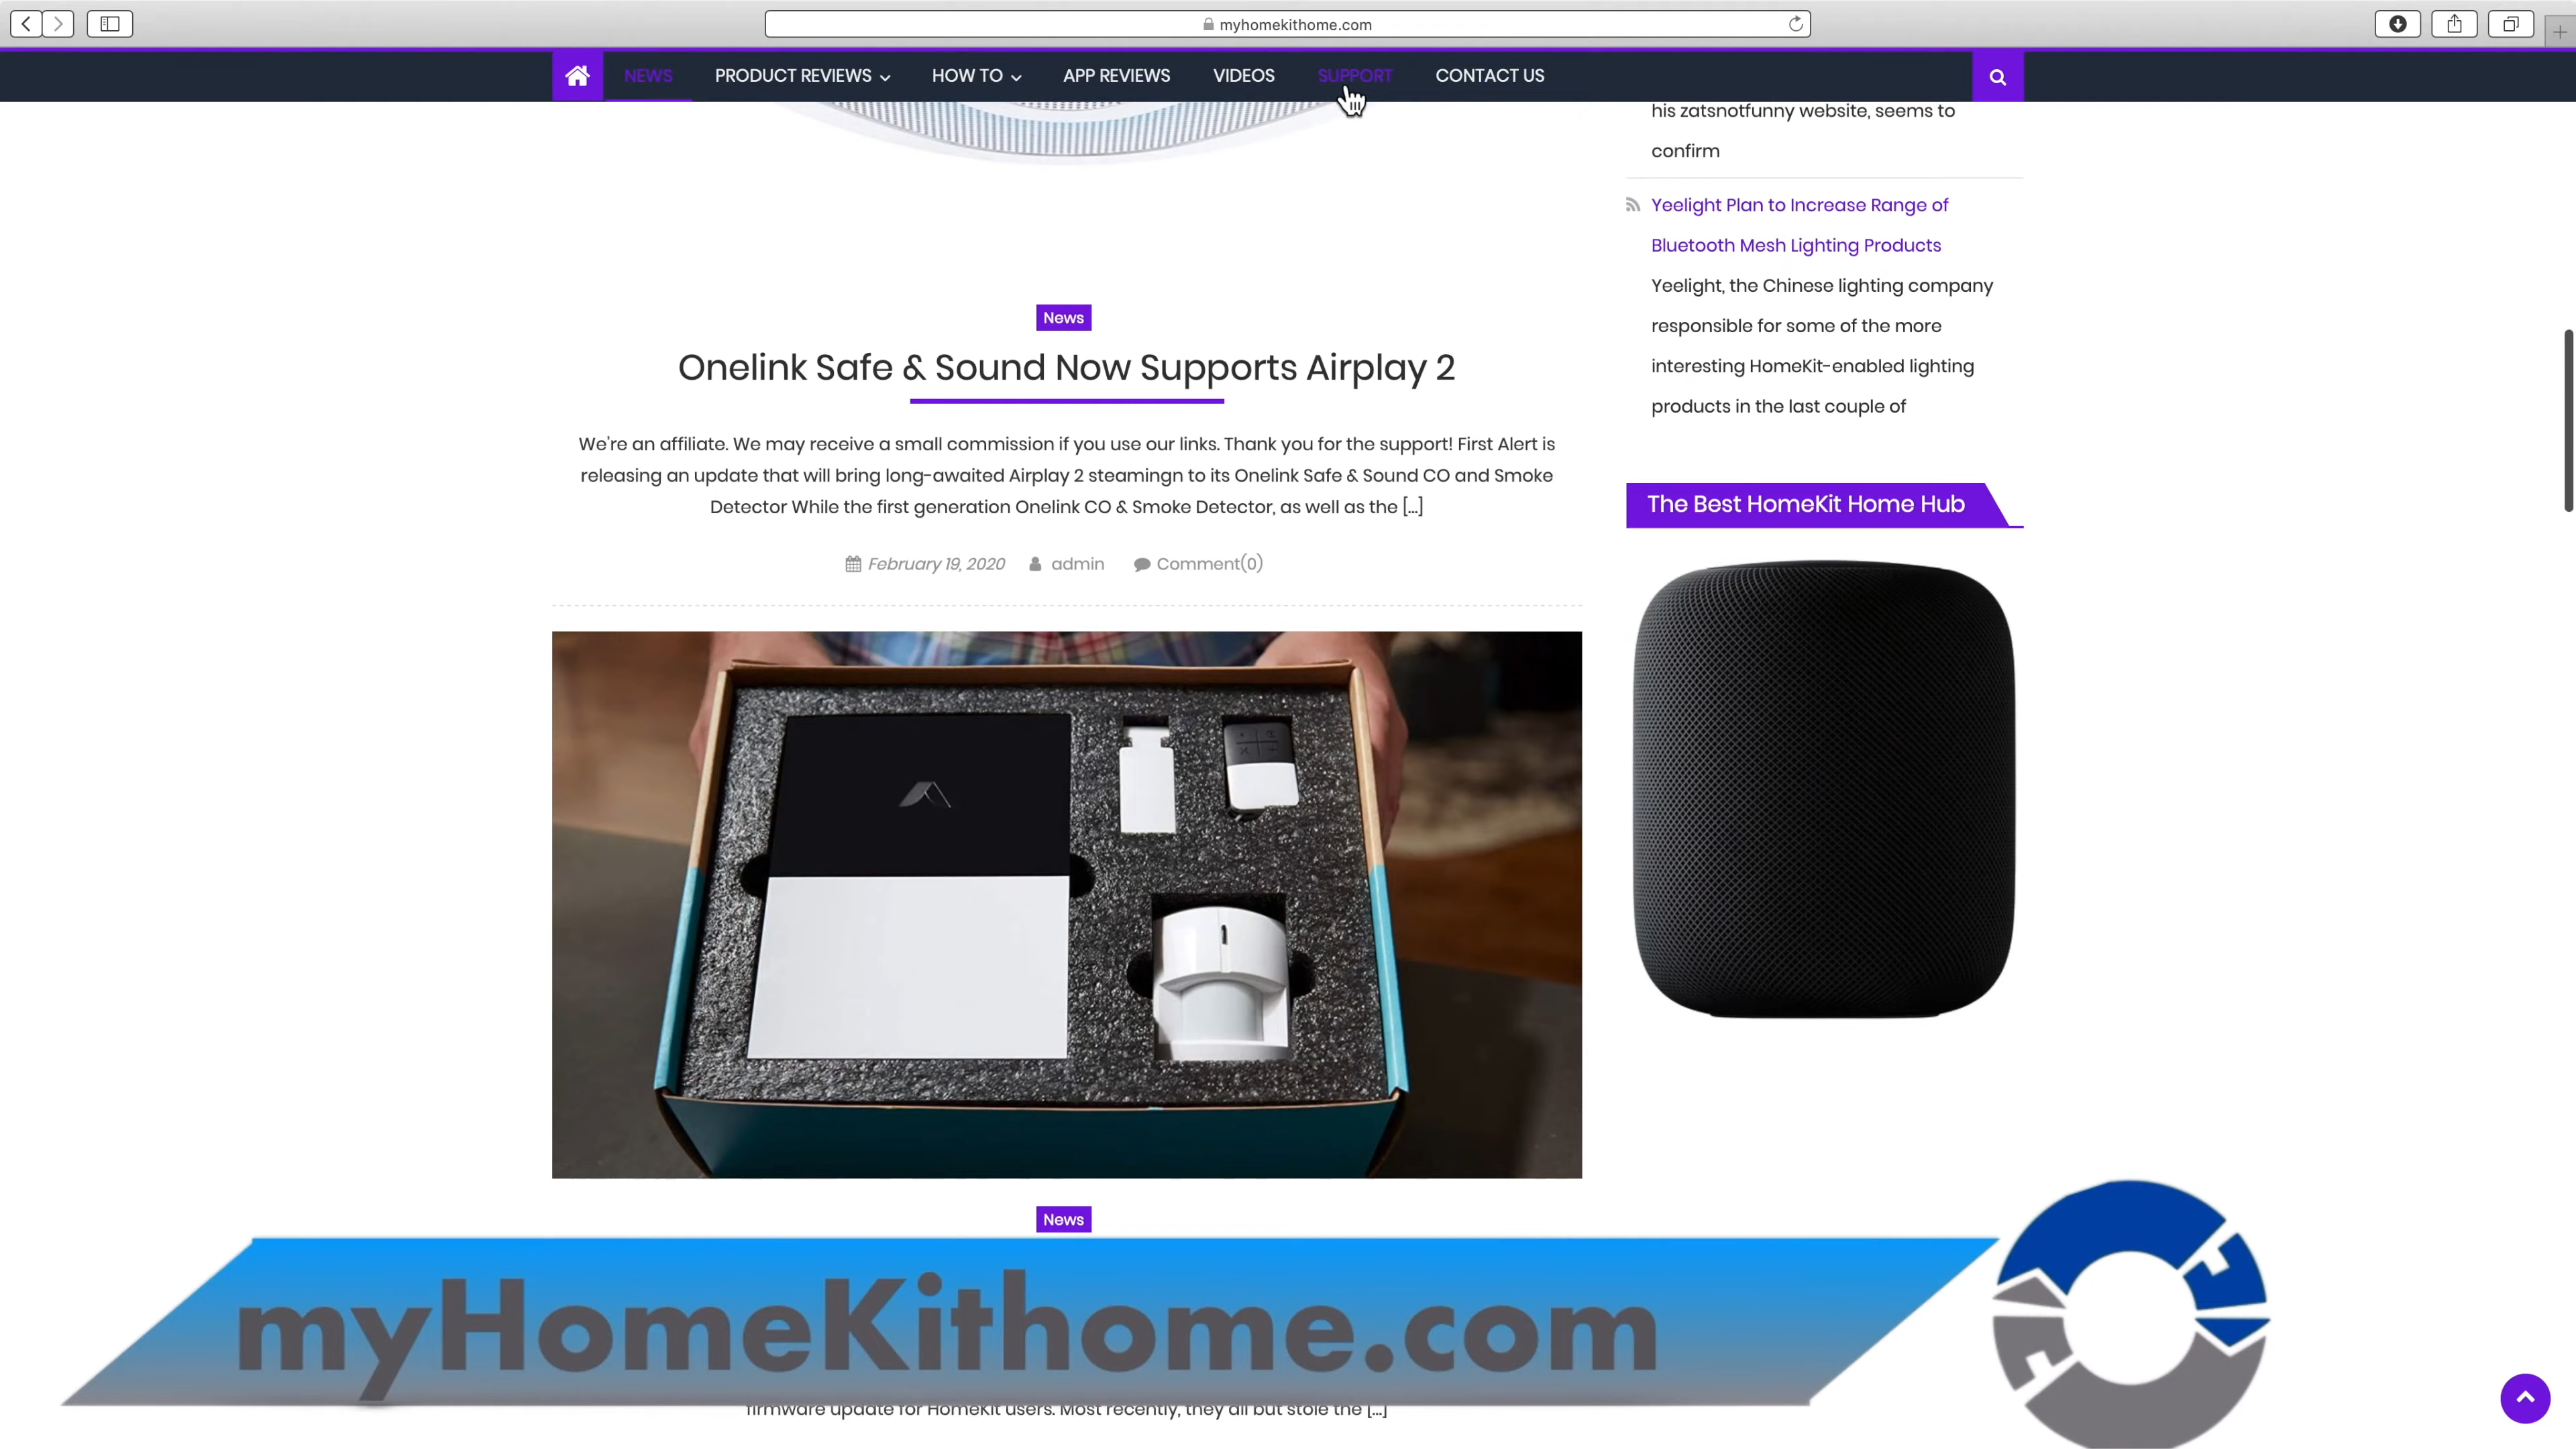 myhomekithome.com
NEWS PRODUCT REVIEWS HOW TO APP REVIEWS VIDEOS SUPPORT CONTACT US
his zatsnotfunny website, seems to
confirm
Yeelight Plan to Increase Range of
Bluetooth Mesh Lighting Products
Yeelight, the Chinese lighting company
responsible for some of the more
interesting HomeKit-enabled lighting
products in the last couple of
News
Onelink Safe & Sound Now Supports Airplay 2
We're an affiliate. We may receive a small commission if you use our links. Thank you for the support! First Alert is
releasing an update that will bring long-awaited Airplay 2 steamingn to its Onelink Safe & Sound CO and Smoke
Detector While the first generation Onelink CO & Smoke Detector, as well as the [...]
February 19, 2020 admin Comment(0)
The Best HomeKit Home Hub
News
myHomeKithome.com
firmware update for HomeKit users. Most recently, they all but stole the [...]